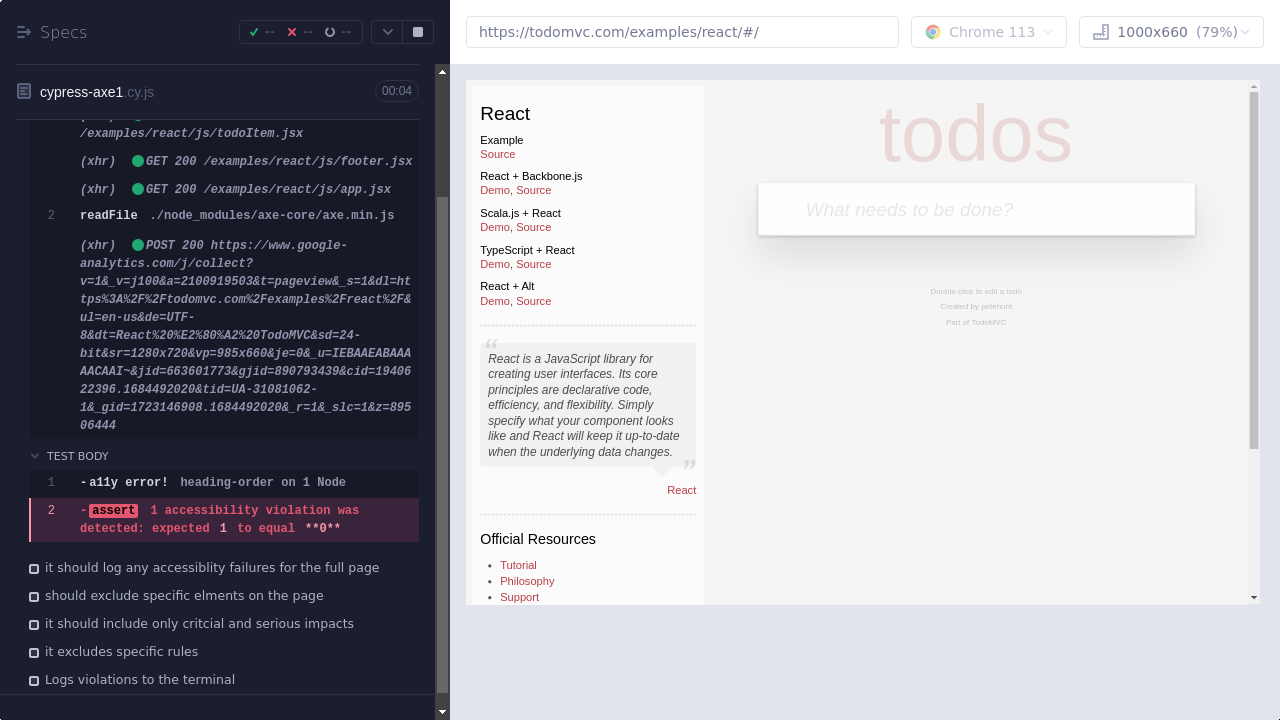 Specs
--
--
--
cypress-axe1.cy.js
00:04
/examples/react/js/todoItem.jsx
(xhr) GET 200 /examples/react/js/footer.jsx
(xhr) GET 200 /examples/react/js/app.jsx
2 readFile ./node_modules/axe-core/axe.min.js
(xhr) POST 200 https://www.google-
analytics.com/j/collect?
v=1&_v=j100&a=2100919503&t=pageview&_s=1&dl=ht
tps%3A%2F%2Ftodomvc.com%2Fexamples%2Freact%2F&
ul=en-us&de=UTF-
8&dt=React%20%E2%80%A2%20TodoMVC&sd=24-
bit&sr=1280x720&vp=985x660&je=0&_u=IEBAAEABAAA
AACAAI~&jid=663601773&gjid=890793439&cid=19406
22396.1684492020&tid=UA-31081062-
1&_gid=1723146908.1684492020&_r=1&_slc=1&z=895
06444
TEST BODY
1 -a11y error! heading-order on 1 Node
2 -assert 1 accessibility violation was
detected: expected 1 to equal **0**
it should log any accessiblity failures for the full page
should exclude specific elments on the page
it should include only critcial and serious impacts
it excludes specific rules
Logs violations to the terminal
https://todomvc.com/examples/react/#/
Chrome 113
1000x660 (79%)
React
Example
Source
React + Backbone.js
Demo, Source
Scala.js + React
Demo, Source
TypeScript + React
Demo, Source
React + Alt
Demo, Source
“
React is a JavaScript library for
creating user interfaces. Its core
principles are declarative code,
efficiency, and flexibility. Simply
specify what your component looks
like and React will keep it up-to-date
when the underlying data changes.
”
React
Official Resources
• Tutorial
• Philosophy
• Support
todos
What needs to be done?
Double-click to edit a todo
Created by petehunt
Part of TodoMVC